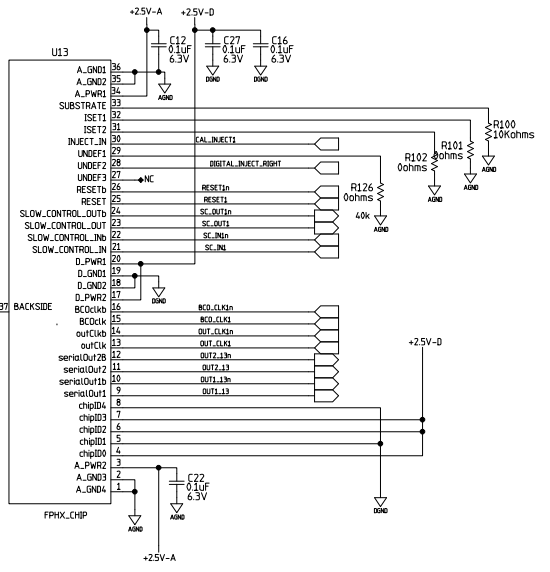 +2.5V-A
+2.5V-D
C12
0.1uF
6.3V
C27
0.1uF
6.3V
C16
0.1uF
6.3V
AGND
DGND
DGND
U13
A_GND1 36
A_GND2 35
A_PWR1 34
SUBSTRATE 33
ISET1 32
ISET2 31
INJECT_IN 30 CAL_INJECT1
UNDEF1 29
UNDEF2 28 DIGITAL_INJECT_RIGHT
UNDEF3 27 NC
RESETb 26 RESET1n
RESET 25 RESET1
SLOW_CONTROL_OUTb 24 SC_OUT1n
SLOW_CONTROL_OUT 23 SC_OUT1
SLOW_CONTROL_INb 22 SC_IN1n
SLOW_CONTROL_IN 21 SC_IN1
D_PWR1 20
D_GND1 19
D_GND2 18
D_PWR2 17
37 BACKSIDE
BCOclkb 16 BCO_CLK1n
BCOclk 15 BCO_CLK1
outClkb 14 OUT_CLK1n
outClk 13 OUT_CLK1
serialOut2B 12 OUT2_13n
serialOut2 11 OUT2_13
serialOut1b 10 OUT1_13n
serialOut1 9 OUT1_13
chipID4 8
chipID3 7
chipID2 6
chipID1 5
chipID0 4
A_PWR2 3
A_GND3 2
A_GND4 1
FPHX_CHIP
R100
10Kohms
AGND
R101
0ohms
AGND
R102
0ohms
AGND
R126
0ohms
40k
AGND
DGND
+2.5V-D
DGND
C22
0.1uF
6.3V
AGND
AGND
+2.5V-A